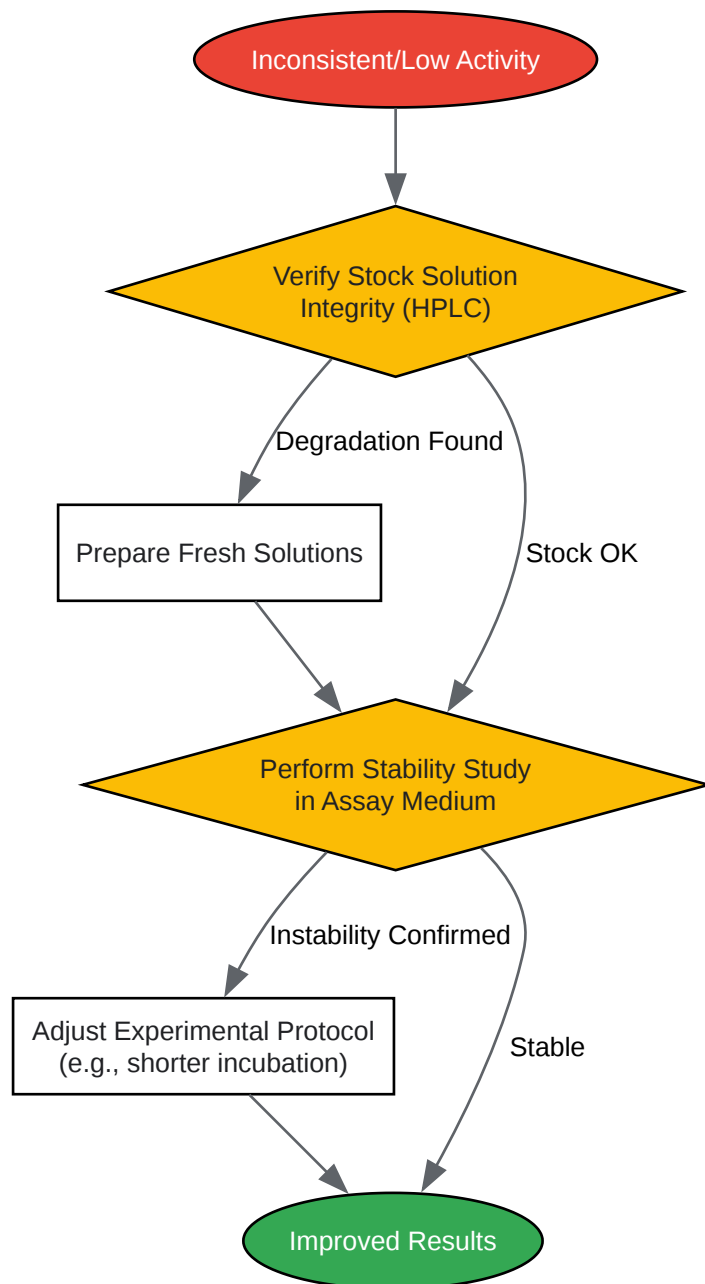 Inconsistent/Low Activity
Verify Stock Solution
Integrity (HPLC)
Degradation Found
Prepare Fresh Solutions
Stock OK
Perform Stability Study
in Assay Medium
Instability Confirmed
Adjust Experimental Protocol
(e.g., shorter incubation)
Stable
Improved Results